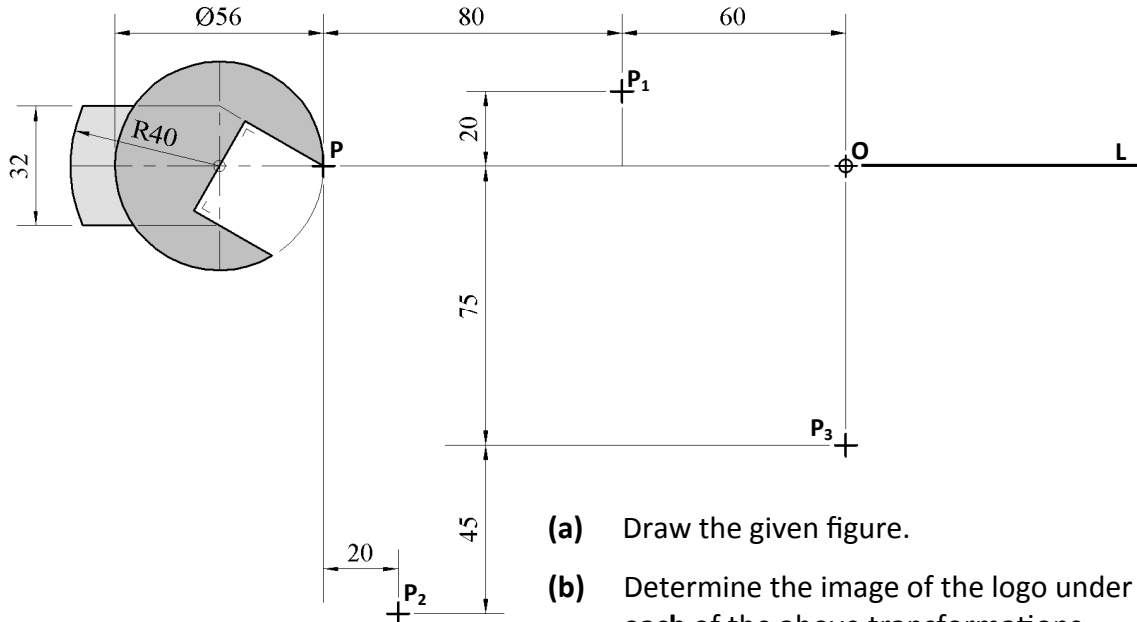 Ø56
80
60
P₁
20
R40
32
P
O
L
75
P₃
45
20
P₂
(a) Draw the given figure.
(b) Determine the image of the logo under
each of the above transformations